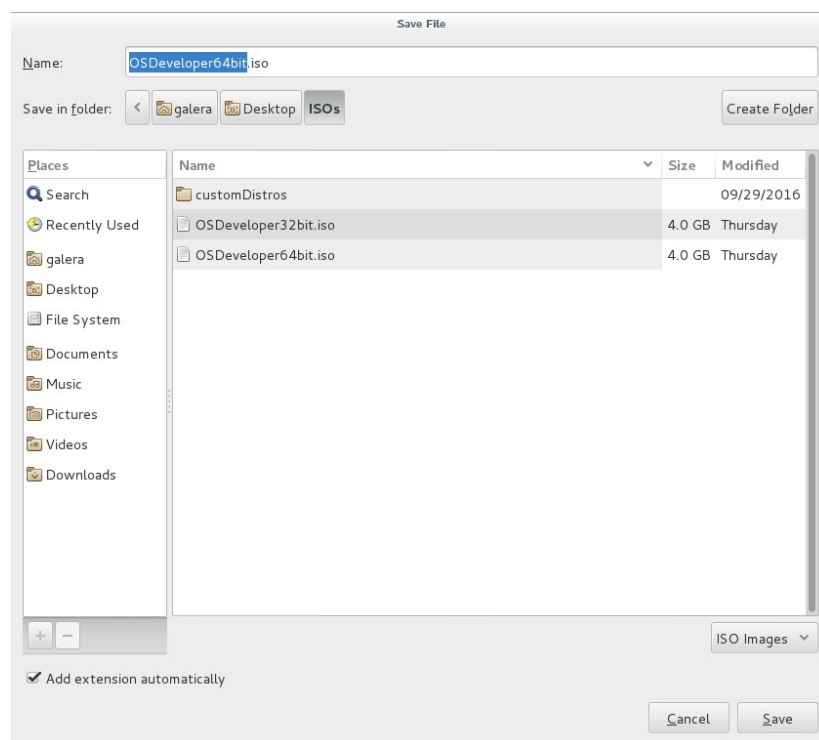 Save File
Name: OSDeveloper64bit.iso
Save in folder: < galera Desktop ISOs Create Folder
Places
Search
Recently Used
galera
Desktop
File System
Documents
Music
Pictures
Videos
Downloads
Name Size Modified
customDistros 09/29/2016
OSDeveloper32bit.iso 4.0 GB Thursday
OSDeveloper64bit.iso 4.0 GB Thursday
+ −
ISO Images
Add extension automatically
Cancel Save